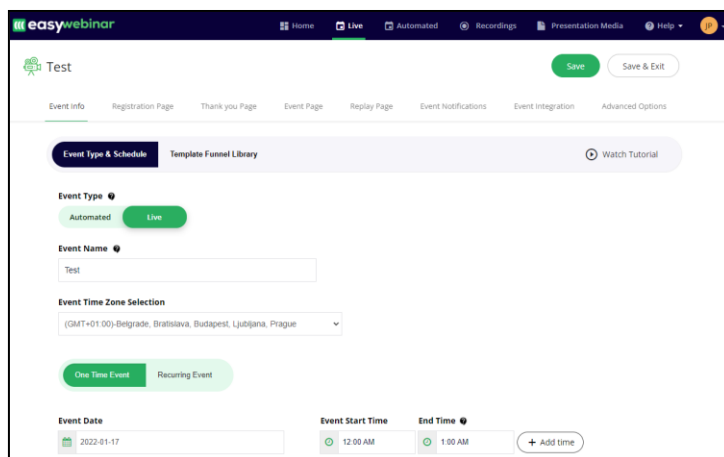 easywebinar Home Live Automated Recordings Presentation Media Help JP
Test Save Save & Exit
Event Info Registration Page Thank you Page Event Page Replay Page Event Notifications Event Integration Advanced Options
Event Type & Schedule Template Funnel Library Watch Tutorial
Event Type
Automated Live
Event Name
Test
Event Time Zone Selection
(GMT+01:00)-Belgrade, Bratislava, Budapest, Ljubljana, Prague
One Time Event Recurring Event
Event Date Event Start Time End Time
2022-01-17 12:00 AM 1:00 AM + Add time